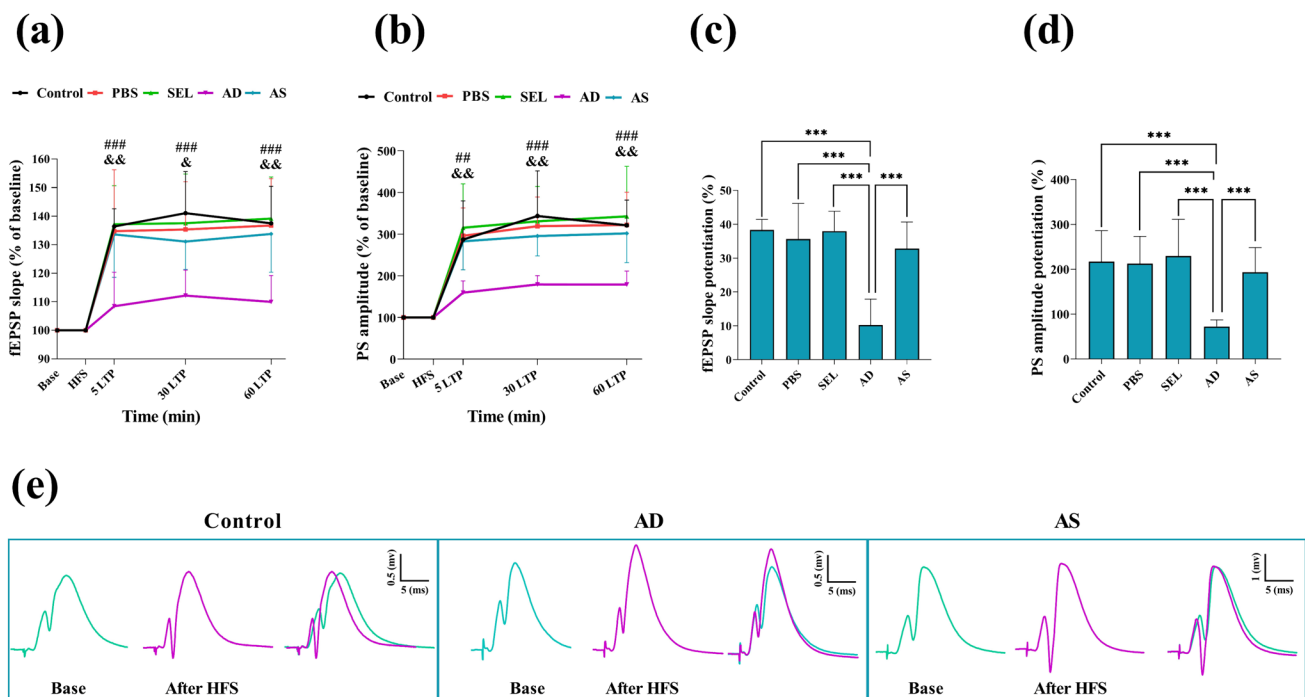 (a)
Control PBS SEL AD AS
fEPSP slope (% of baseline)
160
150
140
130
120
110
100
90
###
&&
###
&
###
&&
Base HFS 5 LTP 30 LTP 60 LTP
Time (min)
(b)
Control PBS SEL AD AS
PS amplitude (% of baseline)
500
400
300
200
100
0
##
&&
###
&&
###
&&
Base HFS 5 LTP 30 LTP 60 LTP
Time (min)
(c)
fEPSP slope potentiation (% )
50
40
30
20
10
0
***
***
***
***
Control PBS SEL AD AS
(d)
PS amplitude potentiation (% )
400
300
200
100
0
***
***
***
***
Control PBS SEL AD AS
(e)
Control
0.5 (mv)
5 (ms)
Base After HFS
AD
0.5 (mv)
5 (ms)
Base After HFS
AS
1 (mv)
5 (ms)
Base After HFS